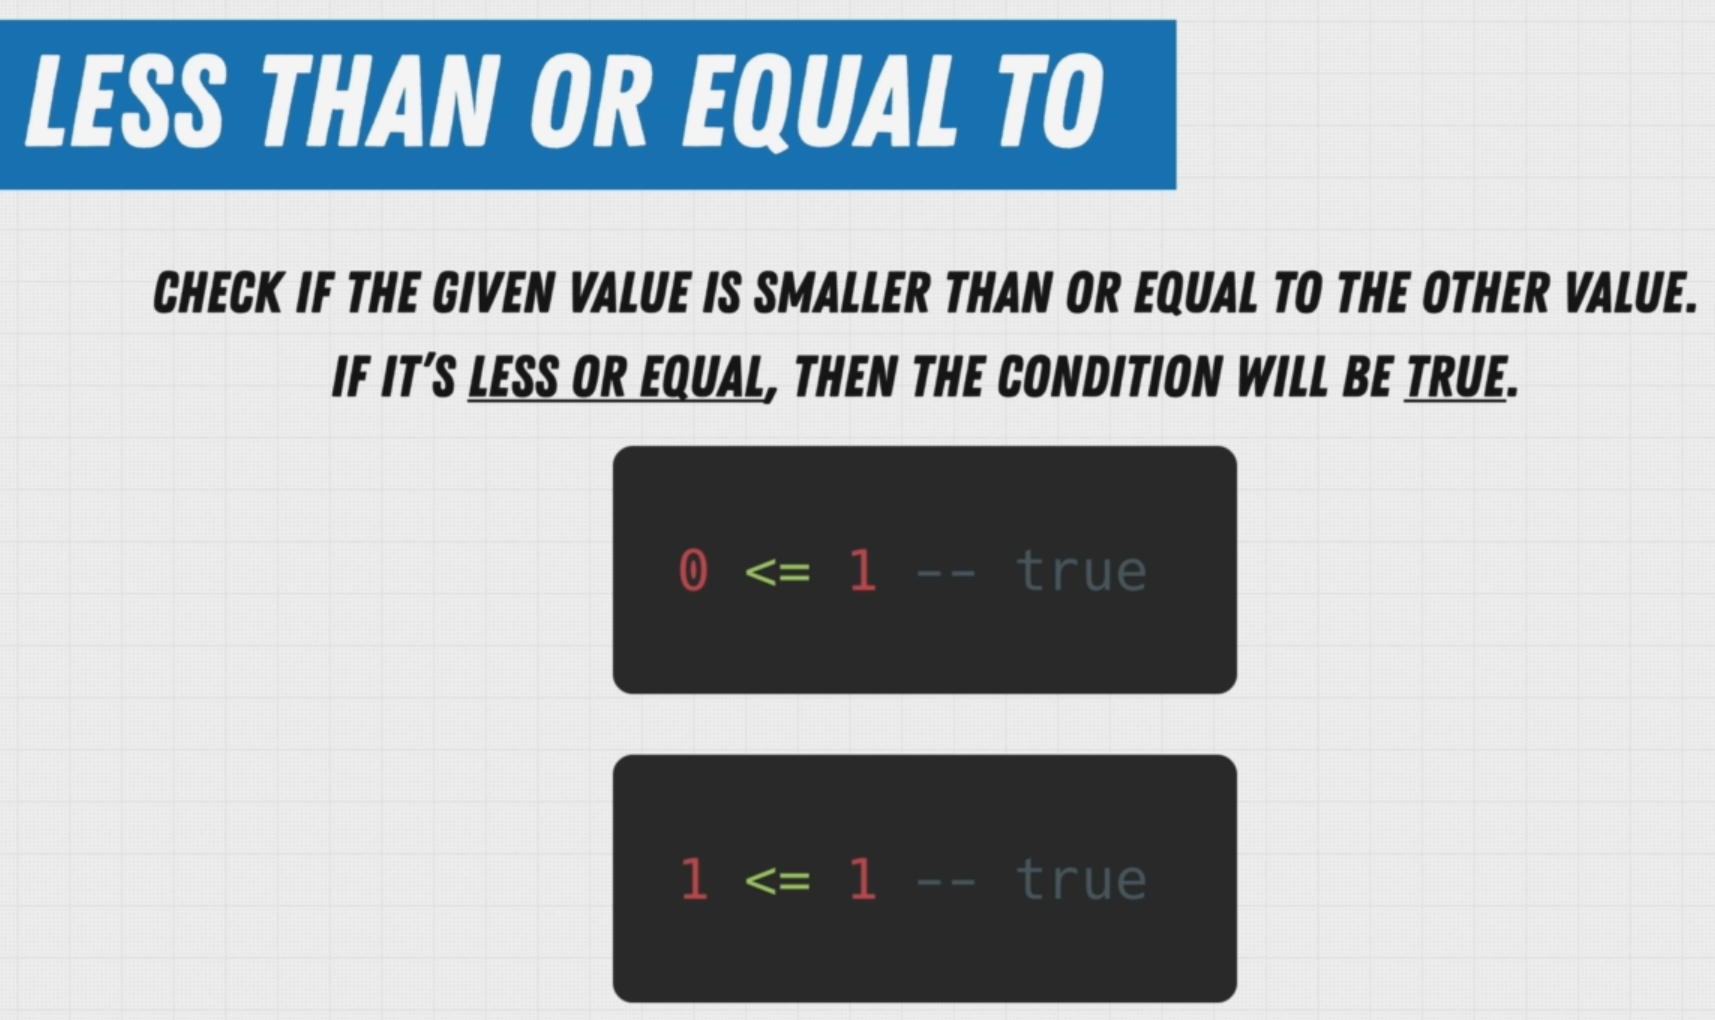 LESS THAN OR EQUAL TO
CHECK IF THE GIVEN VALUE IS SMALLER THAN OR EQUAL TO THE OTHER VALUE.
IF IT'S LESS OR EQUAL, THEN THE CONDITION WILL BE TRUE.
0 <= 1 -- true
1 <= 1 -- true